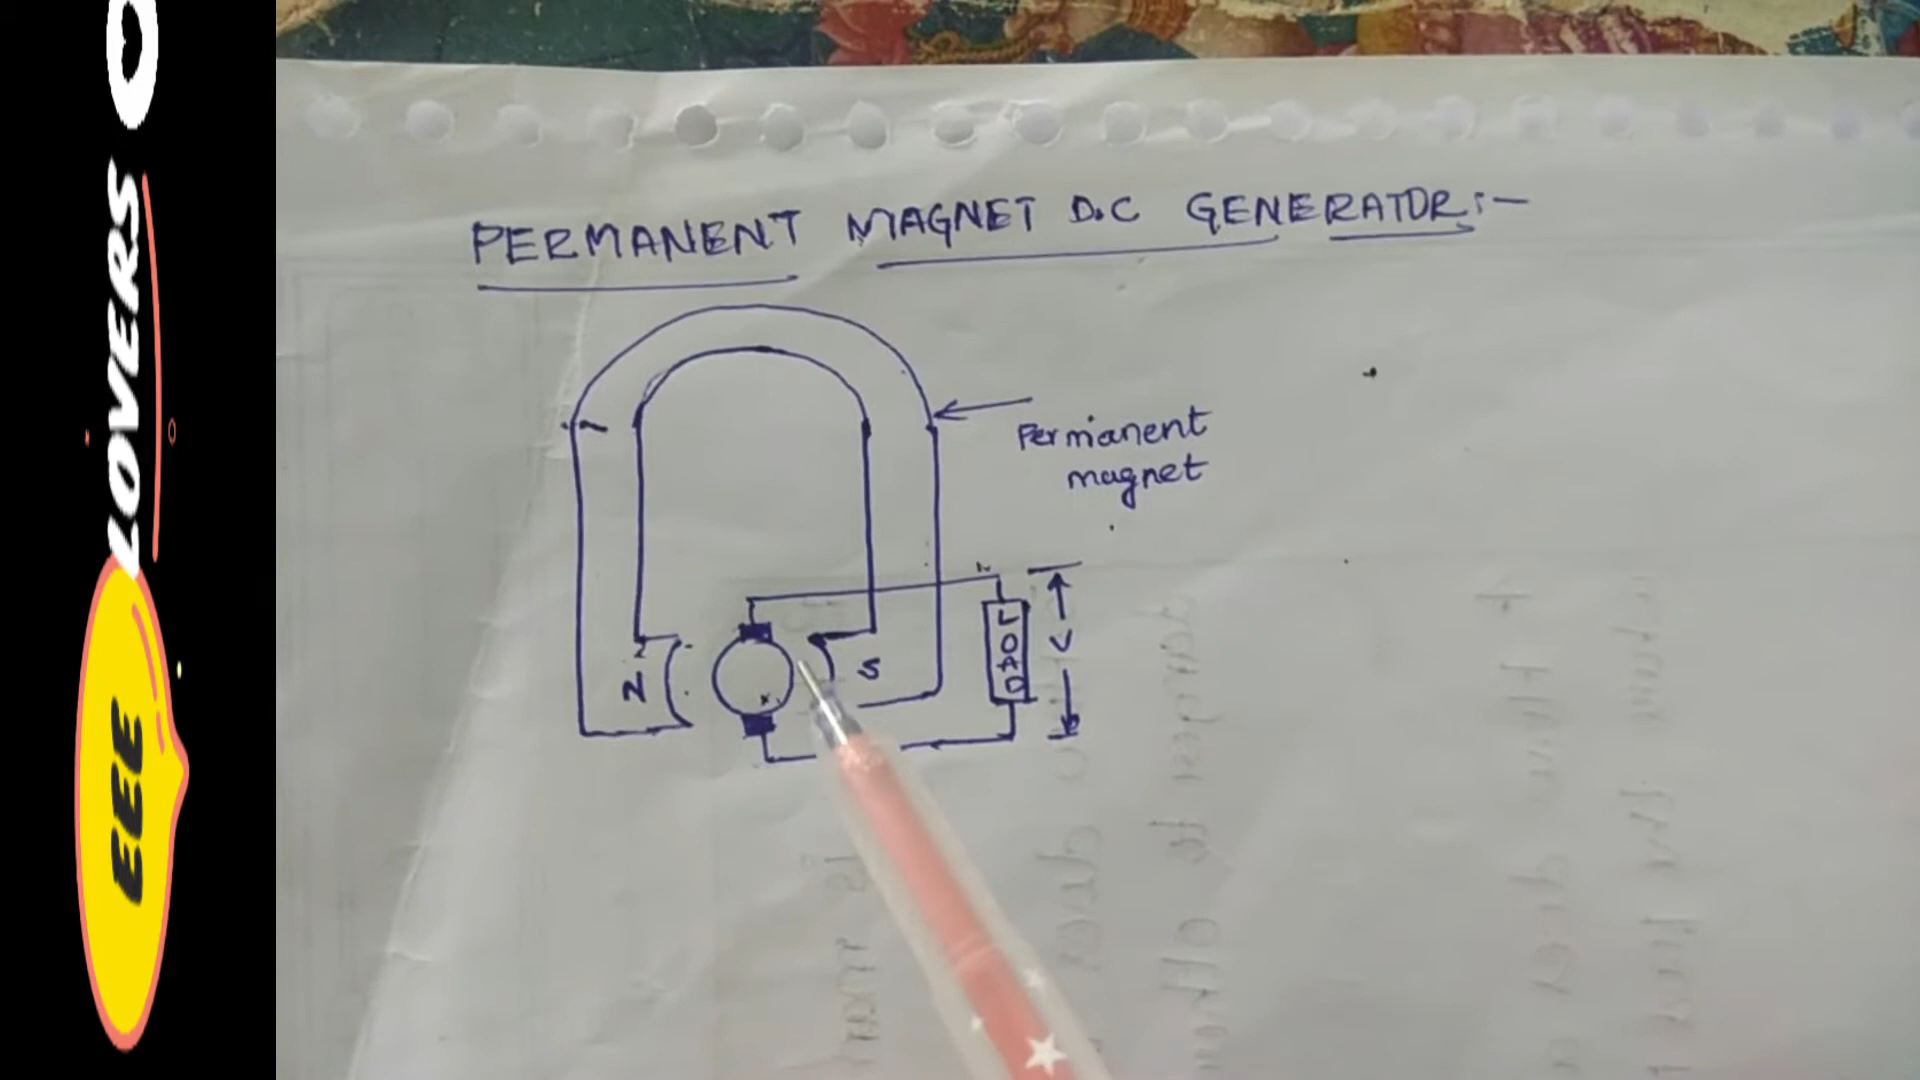 PERMANENT MAGNET D.C GENERATOR:-
Permanent
magnet
N
S
LOAD
V
EEE LOVERS